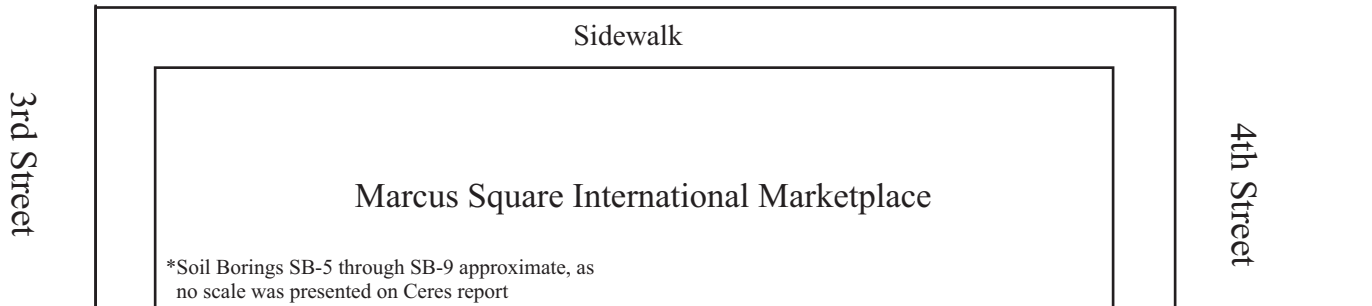 Sidewalk
3rd Street
4th Street
Marcus Square International Marketplace
*Soil Borings SB-5 through SB-9 approximate, as
no scale was presented on Ceres report